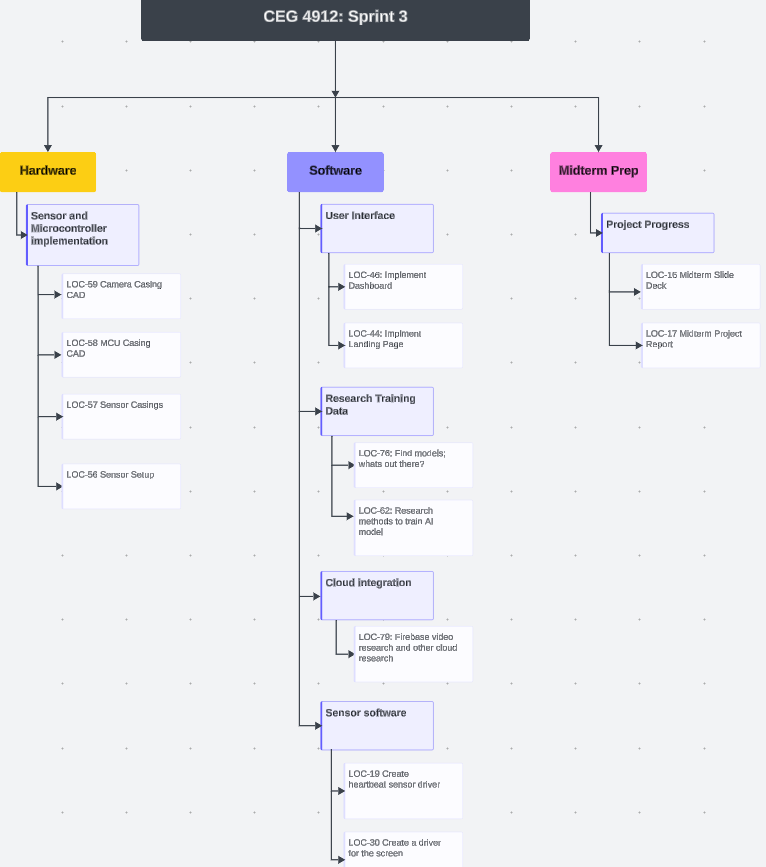 CEG 4912: Sprint 3
Hardware
Sensor and
Microcontroller
implementation
LOC-59 Camera Casing
CAD
LOC-58 MCU Casing
CAD
LOC-57 Sensor Casings
LOC-56 Sensor Setup
Software
User Interface
LOC-46: Implement
Dashboard
LOC-44: Implment
Landing Page
Research Training
Data
LOC-76: Find models;
whats out there?
LOC-62: Research
methods to train AI
model
Cloud integration
LOC-79: Firebase video
research and other cloud
research
Sensor software
LOC-19 Create
heartbeat sensor driver
LOC-30 Create a driver
for the screen
Midterm Prep
Project Progress
LOC-16 Midterm Slide
Deck
LOC-17 Midterm Project
Report